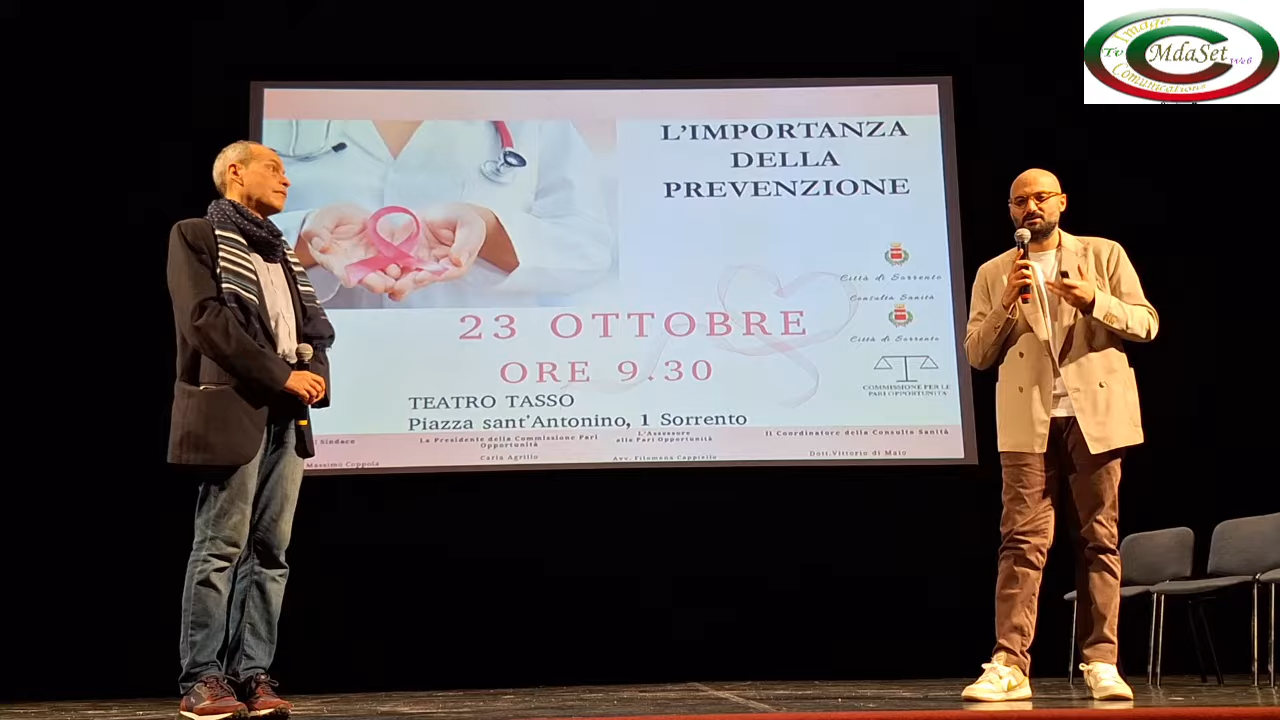 Image
Tv MdaSet Web
Comunications
L'IMPORTANZA
DELLA
PREVENZIONE
Città di Sorrento
Consulta Sanità
Città di Sorrento
COMMISSIONE PER LE
PARI OPPORTUNITÀ
23 OTTOBRE
ORE 9.30
TEATRO TASSO
Piazza sant'Antonino, 1 Sorrento
Il Sindaco
Massimo Coppola
La Presidente della Commissione Pari
Opportunità
Carla Agrillo
L'Assessore
alle Pari Opportunità
Avv. Filomena Cappiello
Il Coordinatore della Consulta Sanità
Dott.Vittorio di Maio